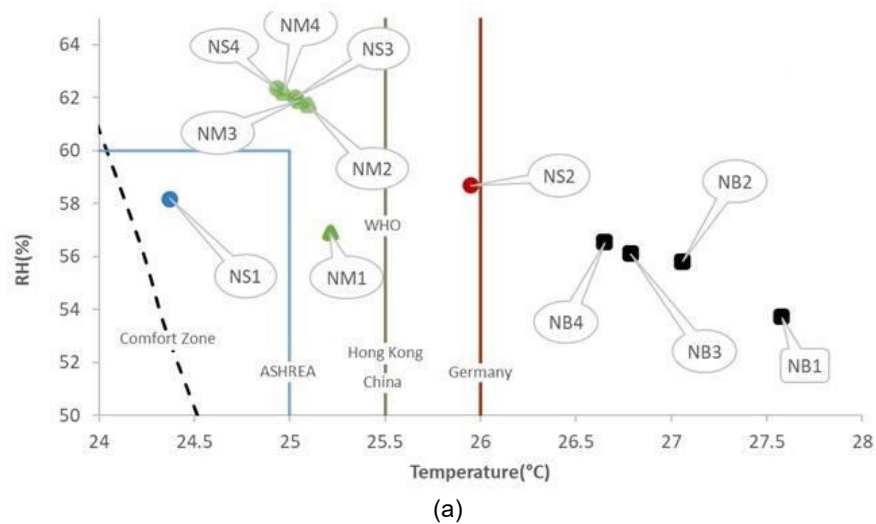 NM4
NS4
NS3
64
62
NM3
NM2
60
NS2
NB2
58
WHO
RH(%)
56
NS1
NM1
NB4
54
NB3
Comfort Zone
Hong Kong
NB1
52
ASHREA
China
Germany
50
24
24.5
25
25.5
26
26.5
27
27.5
28
Temperature(°C)
(a)